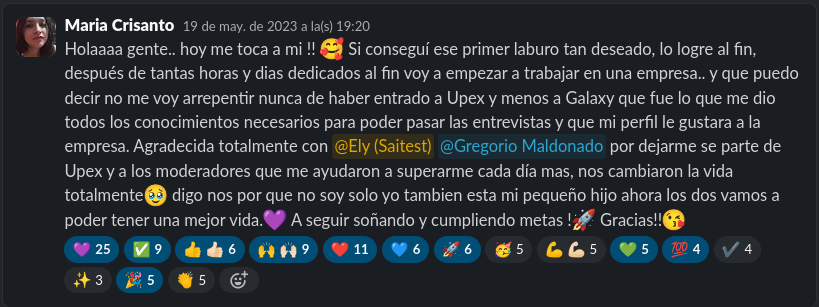 Maria Crisanto 19 de may. de 2023 a la(s) 19:20
Holaaaa gente.. hoy me toca a mi !! 🥰 Si conseguí ese primer laburo tan deseado, lo logre al fin,
después de tantas horas y dias dedicados al fin voy a empezar a trabajar en una empresa.. y que puedo
decir no me voy arrepentir nunca de haber entrado a Upex y menos a Galaxy que fue lo que me dio
todos los conocimientos necesarios para poder pasar las entrevistas y que mi perfil le gustara a la
empresa. Agradecida totalmente con @Ely (Saitest) @Gregorio Maldonado por dejarme se parte de
Upex y a los moderadores que me ayudaron a superarme cada día mas, nos cambiaron la vida
totalmente🥹 digo nos por que no soy solo yo tambien esta mi pequeño hijo ahora los dos vamos a
poder tener una mejor vida.💜 A seguir soñando y cumpliendo metas !🚀 Gracias!!😘
💜 25 ✅ 9 👍👍🏻 6 🙌🙌🏻 9 ❤️ 11 💙 6 🚀 6 🥳 5 💪💪🏻 5 💚 5 💯 4 ✔️ 4
✨ 3 🎉 5 👏 5